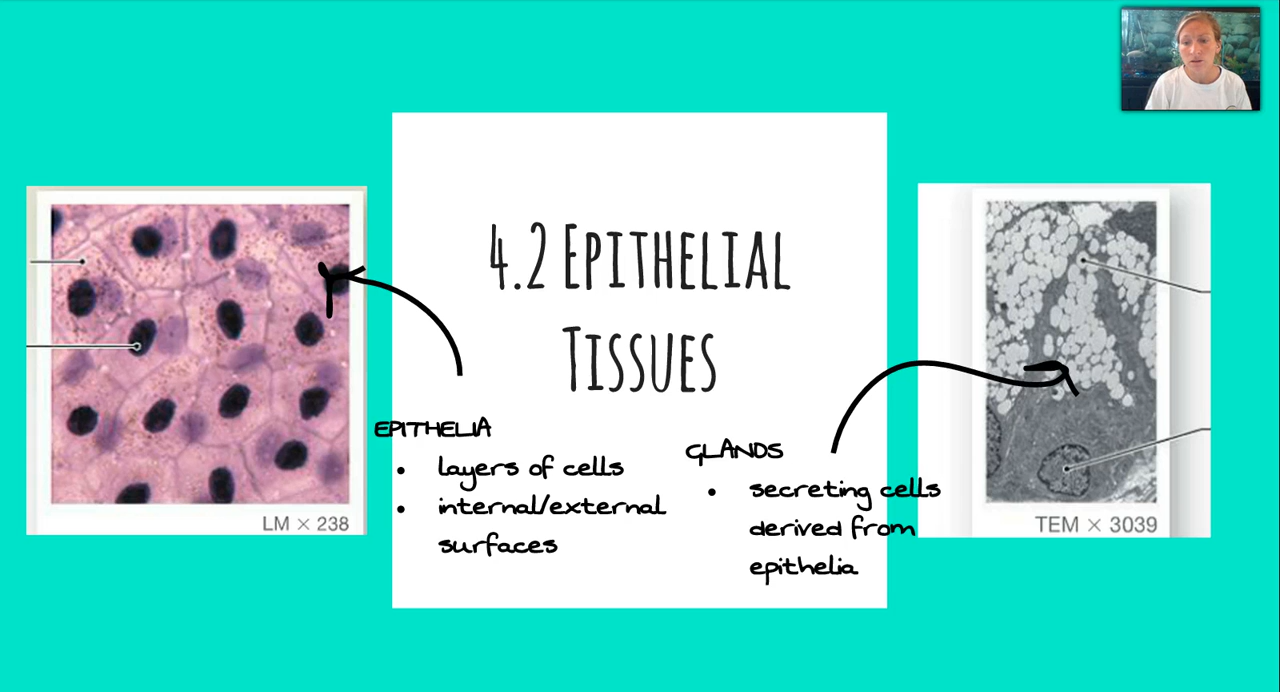 4.2 EPITHELIAL
TISSUES
EPITHELIA
• layers of cells
• internal/external
surfaces
GLANDS
• secreting cells
derived from
epithelia
LM × 238
TEM × 3039